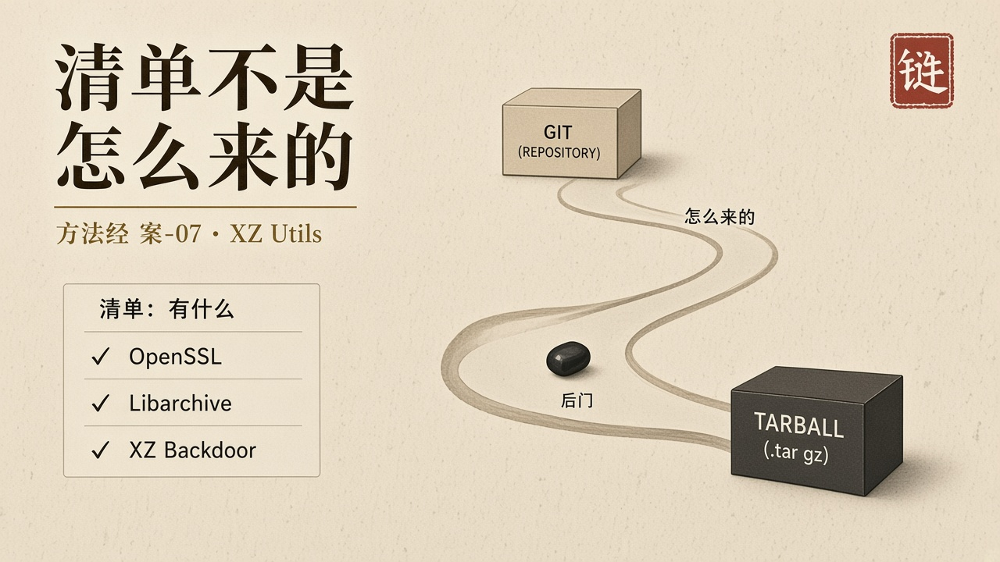 清单不是
怎么来的
方法经 案-07・XZ Utils
清单：有什么
✓ OpenSSL
✓ Libarchive
✓ XZ Backdoor
链
GIT
(REPOSITORY)
怎么来的
后门
TARBALL
(.tar gz)